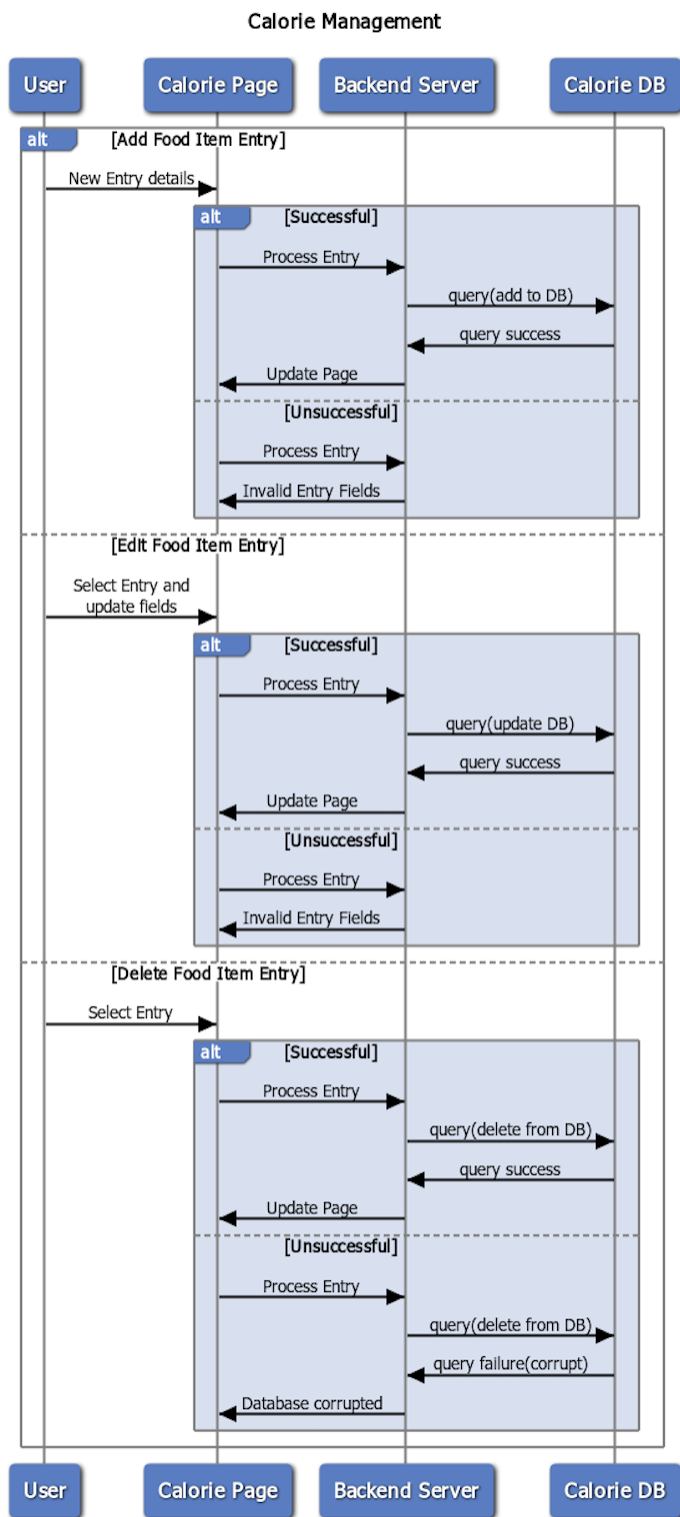 Calorie Management
User
Calorie Page
Backend Server
Calorie DB
alt
[Add Food Item Entry]
New Entry details
alt
[Successful]
Process Entry
query(add to DB)
query success
Update Page
[Unsuccessful]
Process Entry
Invalid Entry Fields
[Edit Food Item Entry]
Select Entry and
update fields
alt
[Successful]
Process Entry
query(update DB)
query success
Update Page
[Unsuccessful]
Process Entry
Invalid Entry Fields
[Delete Food Item Entry]
Select Entry
alt
[Successful]
Process Entry
query(delete from DB)
query success
Update Page
[Unsuccessful]
Process Entry
query(delete from DB)
query failure(corrupt)
Database corrupted
User
Calorie Page
Backend Server
Calorie DB